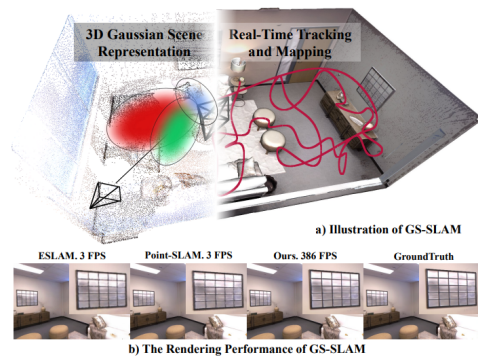 3D Gaussian Scene
Representation
Real-Time Tracking
and Mapping
a) Illustration of GS-SLAM
ESLAM. 3 FPS
Point-SLAM. 3 FPS
Ours. 386 FPS
GroundTruth
b) The Rendering Performance of GS-SLAM